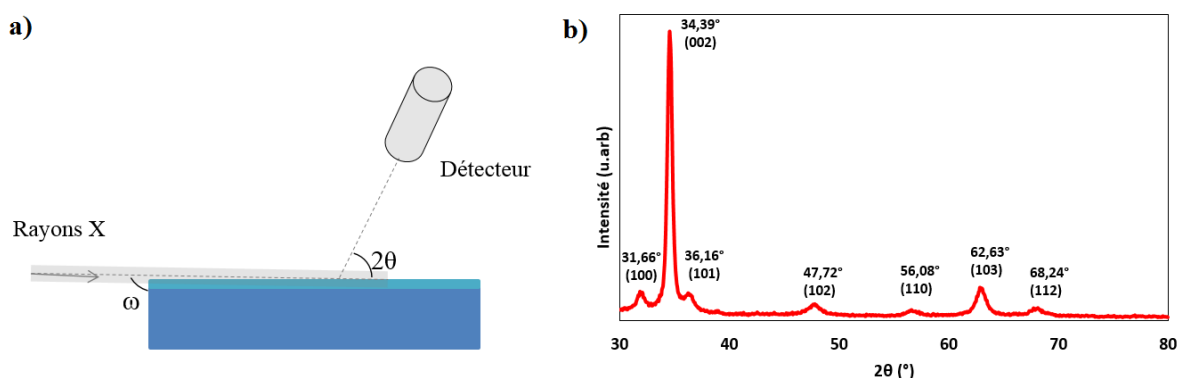 a)
Rayons X
ω
2θ
Détecteur
b)
Intensité (u.arb)
34,39°
(002)
31,66°
(100)
36,16°
(101)
47,72°
(102)
56,08°
(110)
62,63°
(103)
68,24°
(112)
30 40 50 60 70 80
2θ (°)